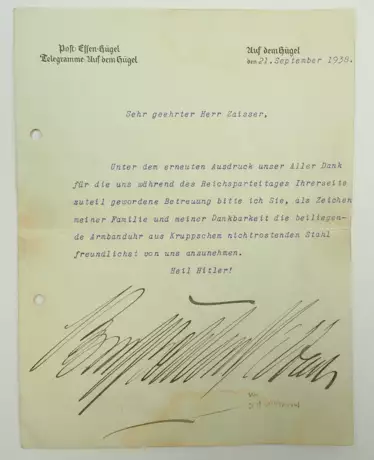 Post: Essen-Hügel
Telegramme: Auf dem Hügel
Auf dem Hügel
den 21. September 1938.
Sehr geehrter Herr Zaisser,
Unter dem erneuten Ausdruck unser Aller Dank
für die uns während des Reichsparteitages Ihrerseits
zuteil gewordene Betreuung bitte ich Sie, als Zeichen
meiner Familie und meiner Dankbarkeit die beiliegen-
de Armbanduhr aus Kruppschem nichtrostenden Stahl
freundlichst von uns anzunehmen.
Heil Hitler!